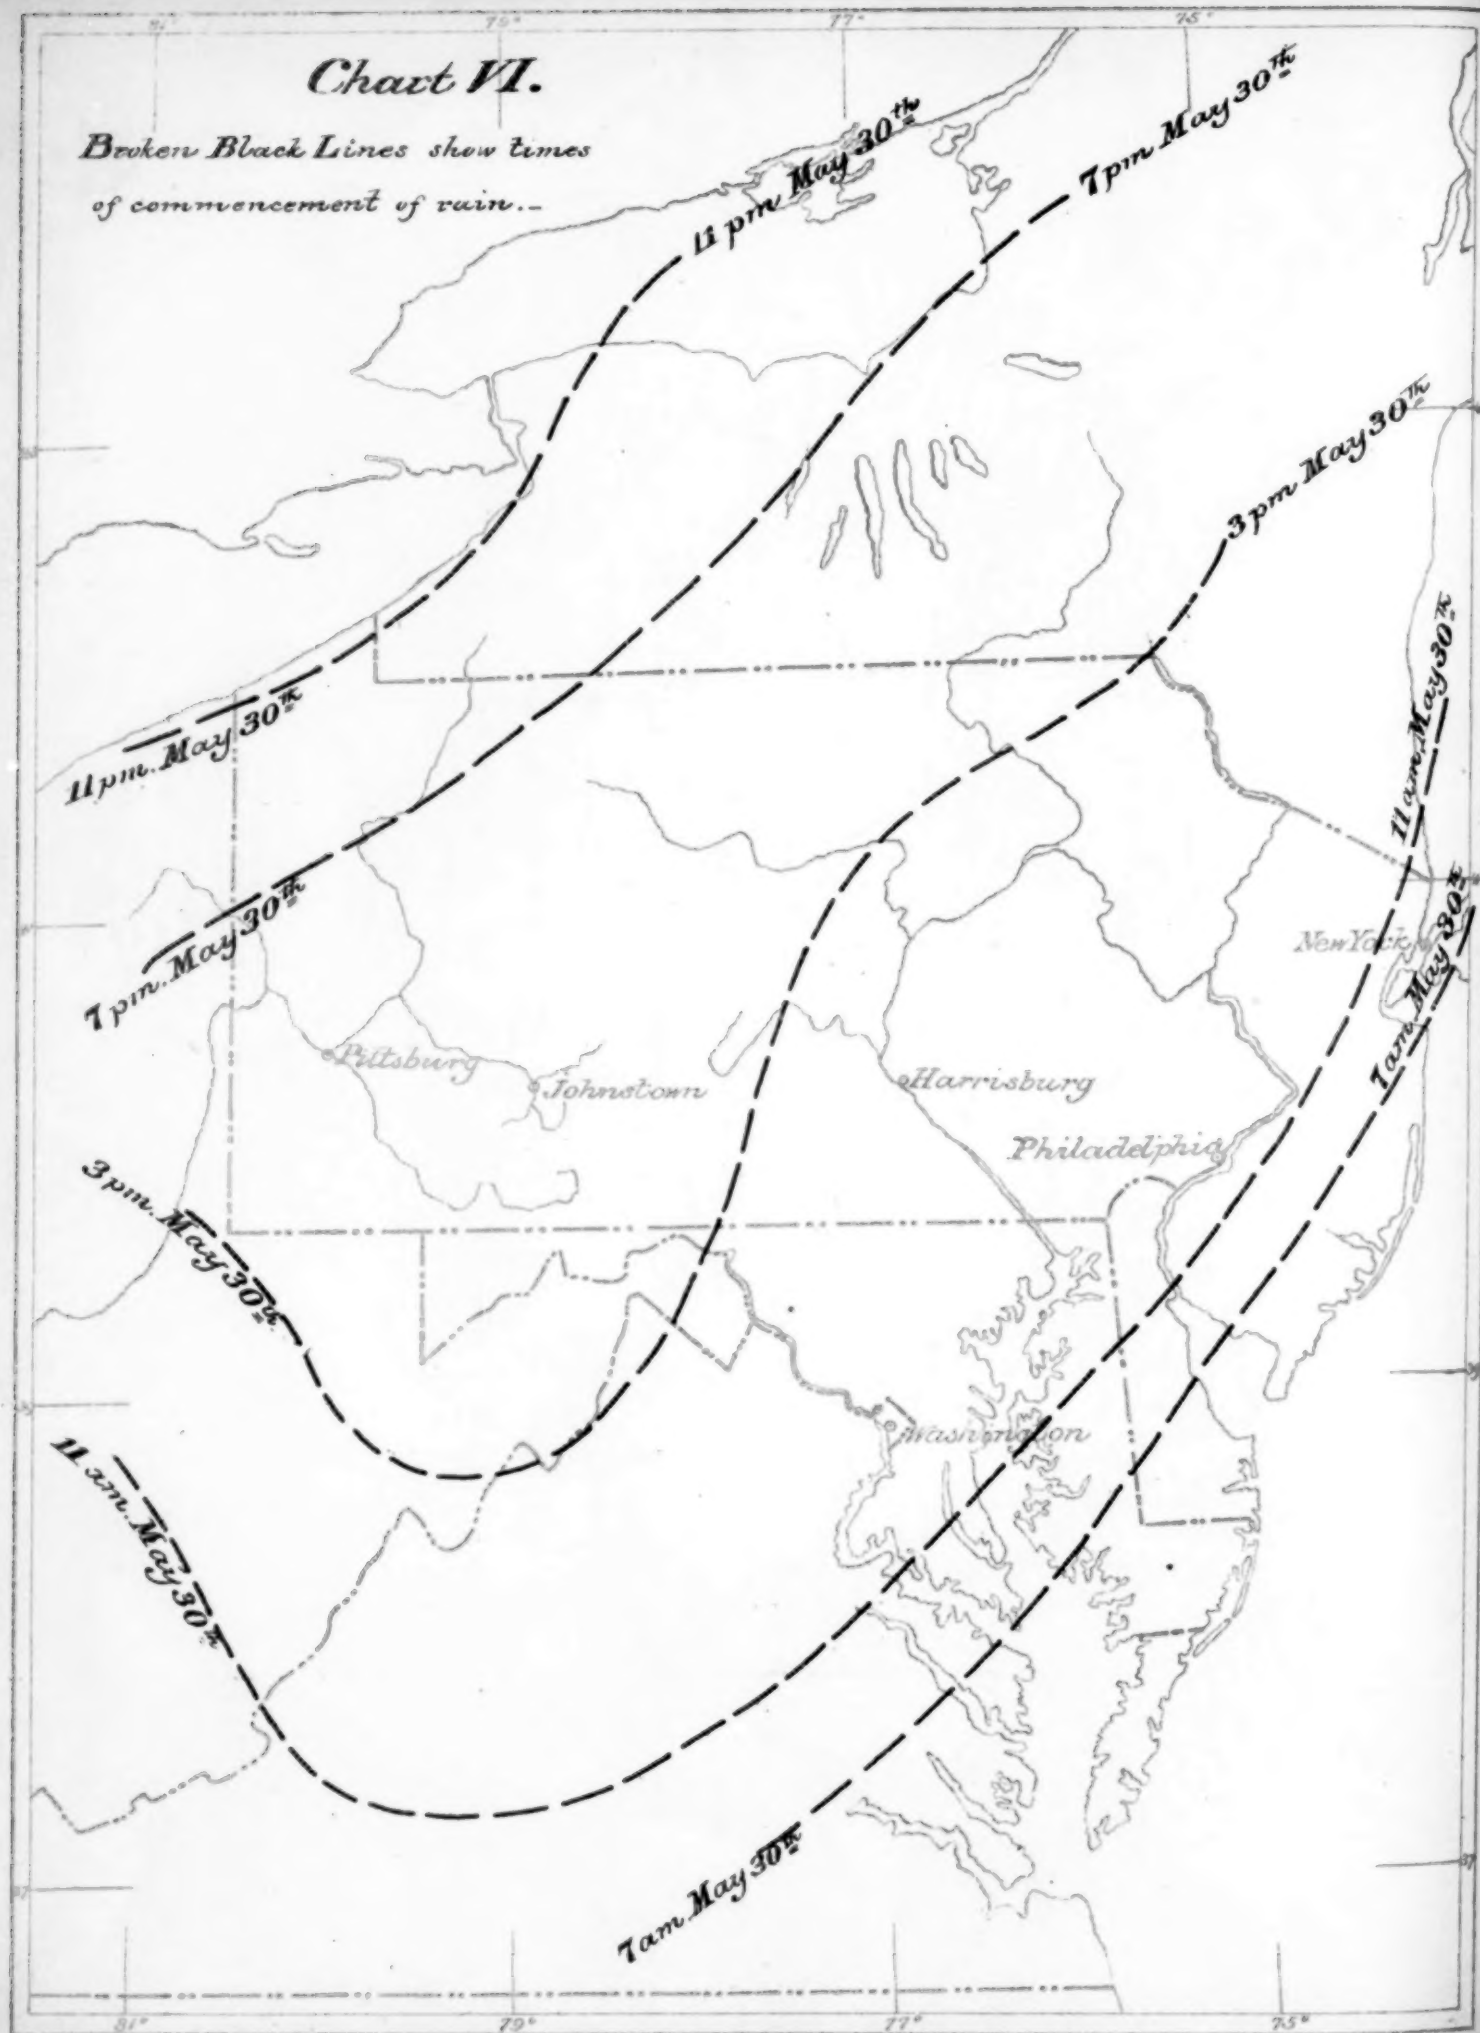 79°
77°
75°
Chart VI.
Broken Black Lines show times
of commencement of rain._
11 pm May 30th
7 pm May 30Th
3 pm May 30Th
11 am May 30Th
11 pm. May 30th
7 pm. May 30th
New York
7 am May 30th
Pittsburg
Johnstown
Harrisburg
Philadelphia
3 pm. May 30th.
Washington
11 am. May 30th
7 am May 30th
37
37
81°
79°
77°
75°